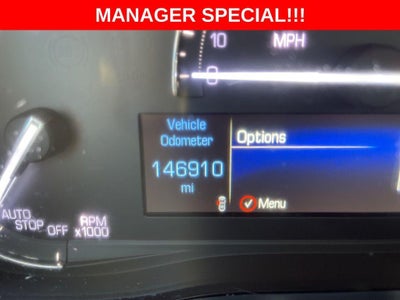 MANAGER SPECIAL!!!
10
MPH
0
Vehicle
Odometer
146910
mi
Options
Menu
AUTO
STOP
OFF
RPM
x1000